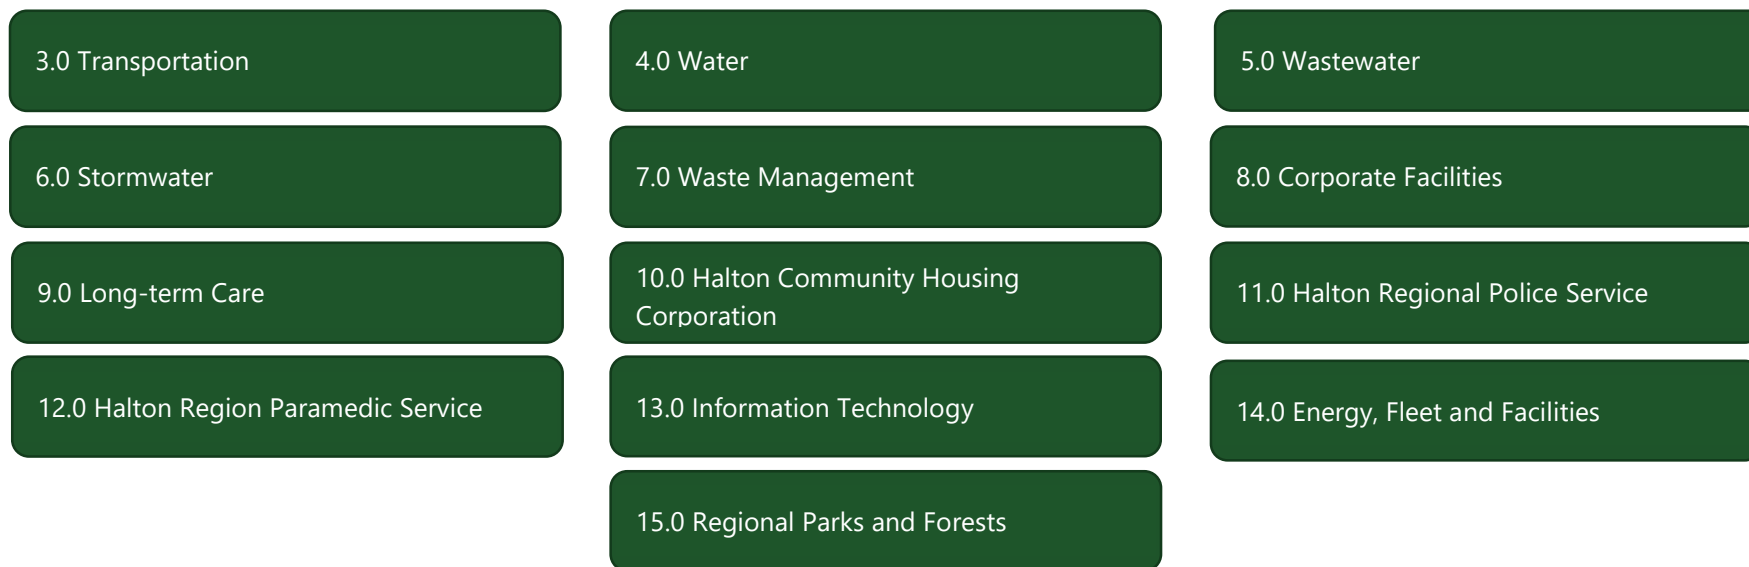 3.0 Transportation
4.0 Water
5.0 Wastewater
6.0 Stormwater
7.0 Waste Management
8.0 Corporate Facilities
9.0 Long-term Care
10.0 Halton Community Housing
Corporation
11.0 Halton Regional Police Service
12.0 Halton Region Paramedic Service
13.0 Information Technology
14.0 Energy, Fleet and Facilities
15.0 Regional Parks and Forests